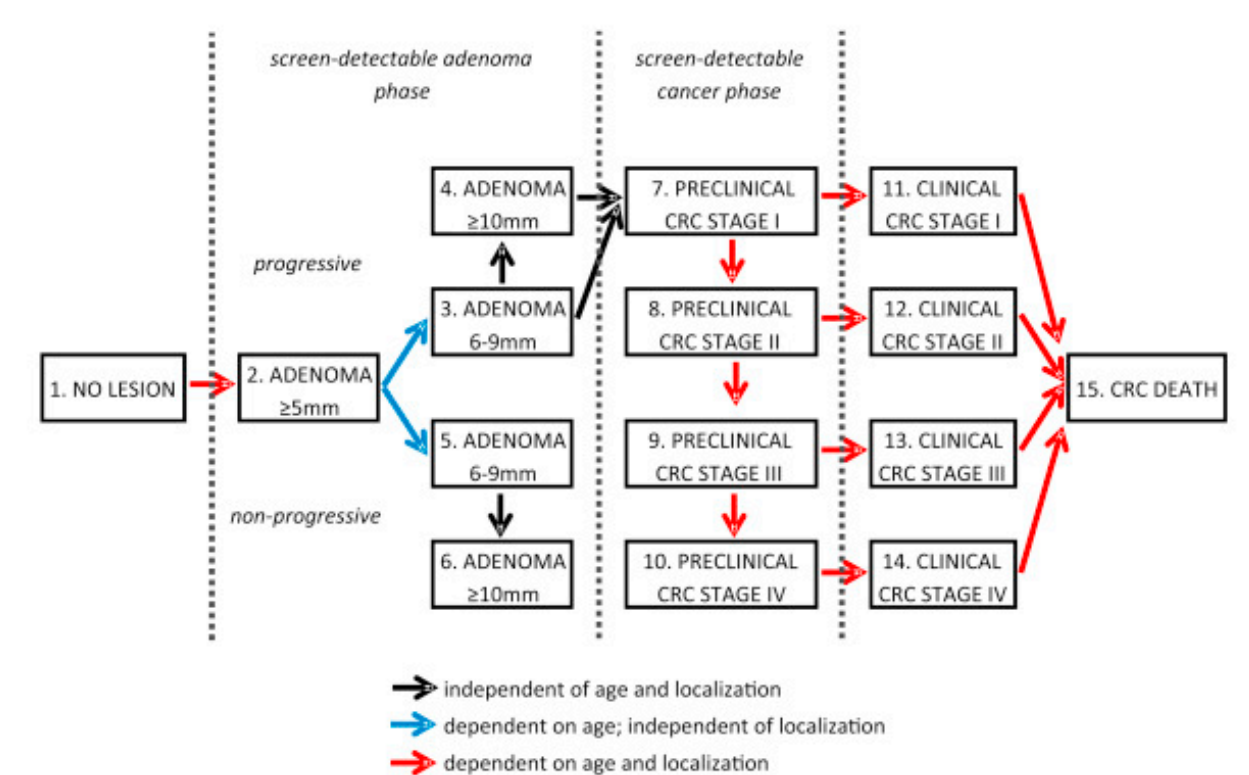 screen-detectable adenoma
phase
screen-detectable
cancer phase
4. ADENOMA
≥10mm
7. PRECLINICAL
CRC STAGE I
11. CLINICAL
CRC STAGE I
progressive
3. ADENOMA
6-9mm
8. PRECLINICAL
CRC STAGE II
12. CLINICAL
CRC STAGE II
1. NO LESION
2. ADENOMA
≥5mm
15. CRC DEATH
5. ADENOMA
6-9mm
9. PRECLINICAL
CRC STAGE III
13. CLINICAL
CRC STAGE III
non-progressive
6. ADENOMA
≥10mm
10. PRECLINICAL
CRC STAGE IV
14. CLINICAL
CRC STAGE IV
independent of age and localization
dependent on age; independent of localization
dependent on age and localization